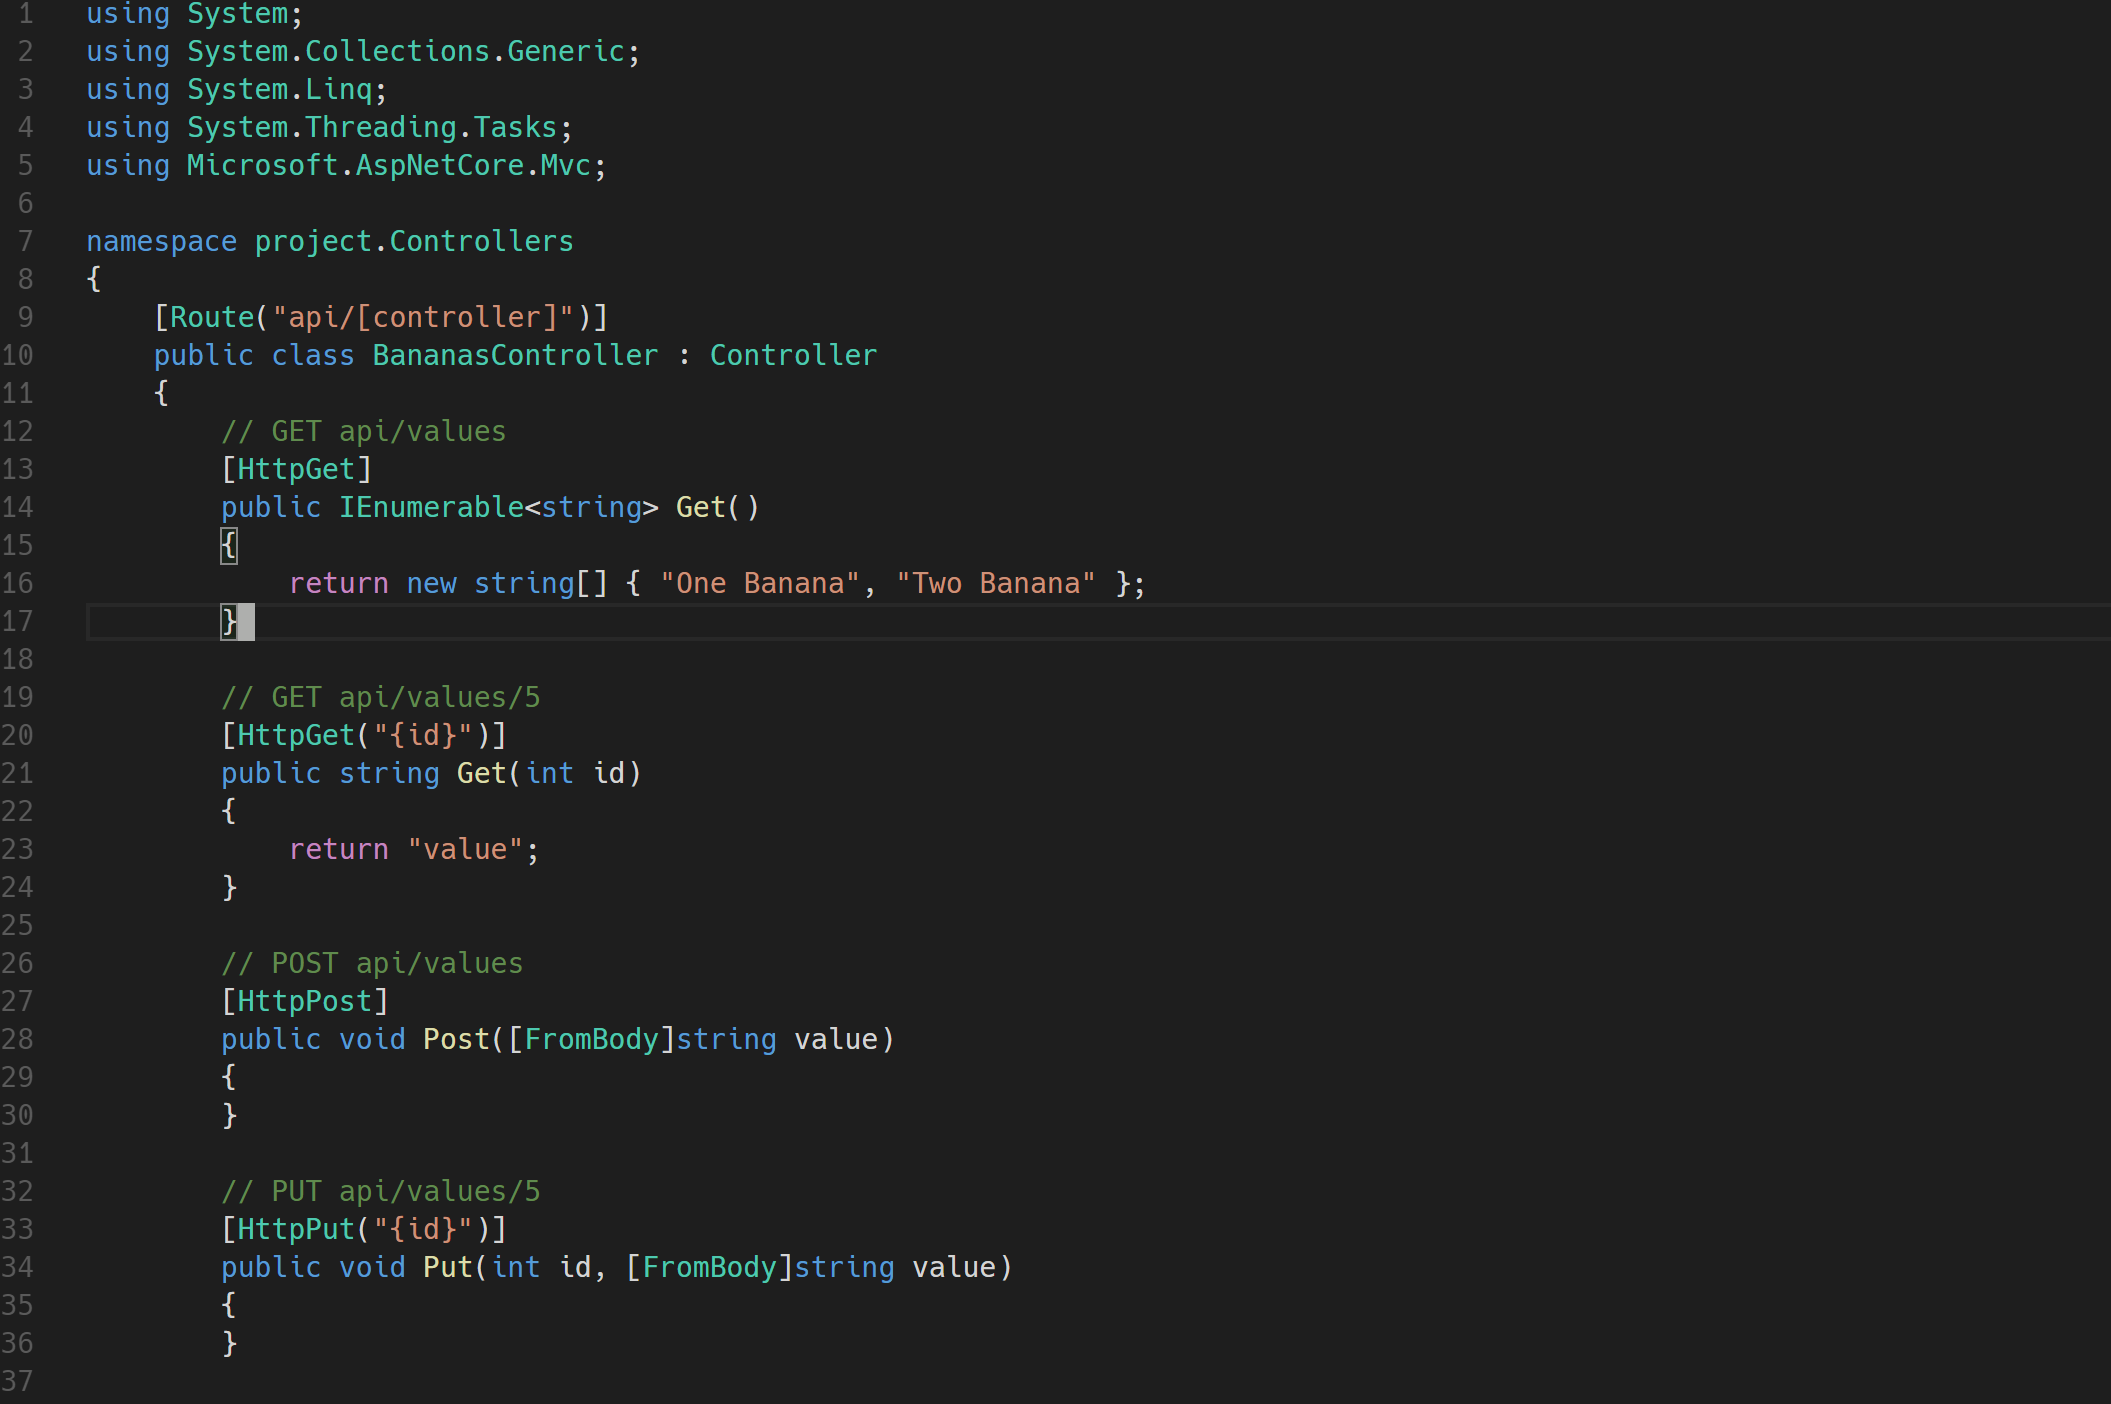 1 using System;
2 using System.Collections.Generic;
3 using System.Linq;
4 using System.Threading.Tasks;
5 using Microsoft.AspNetCore.Mvc;
6
7 namespace project.Controllers
8 {
9     [Route("api/[controller]")]
10     public class BananasController : Controller
11     {
12         // GET api/values
13         [HttpGet]
14         public IEnumerable<string> Get()
15         {
16             return new string[] { "One Banana", "Two Banana" };
17         }
18
19         // GET api/values/5
20         [HttpGet("{id}")]
21         public string Get(int id)
22         {
23             return "value";
24         }
25
26         // POST api/values
27         [HttpPost]
28         public void Post([FromBody]string value)
29         {
30         }
31
32         // PUT api/values/5
33         [HttpPut("{id}")]
34         public void Put(int id, [FromBody]string value)
35         {
36         }
37